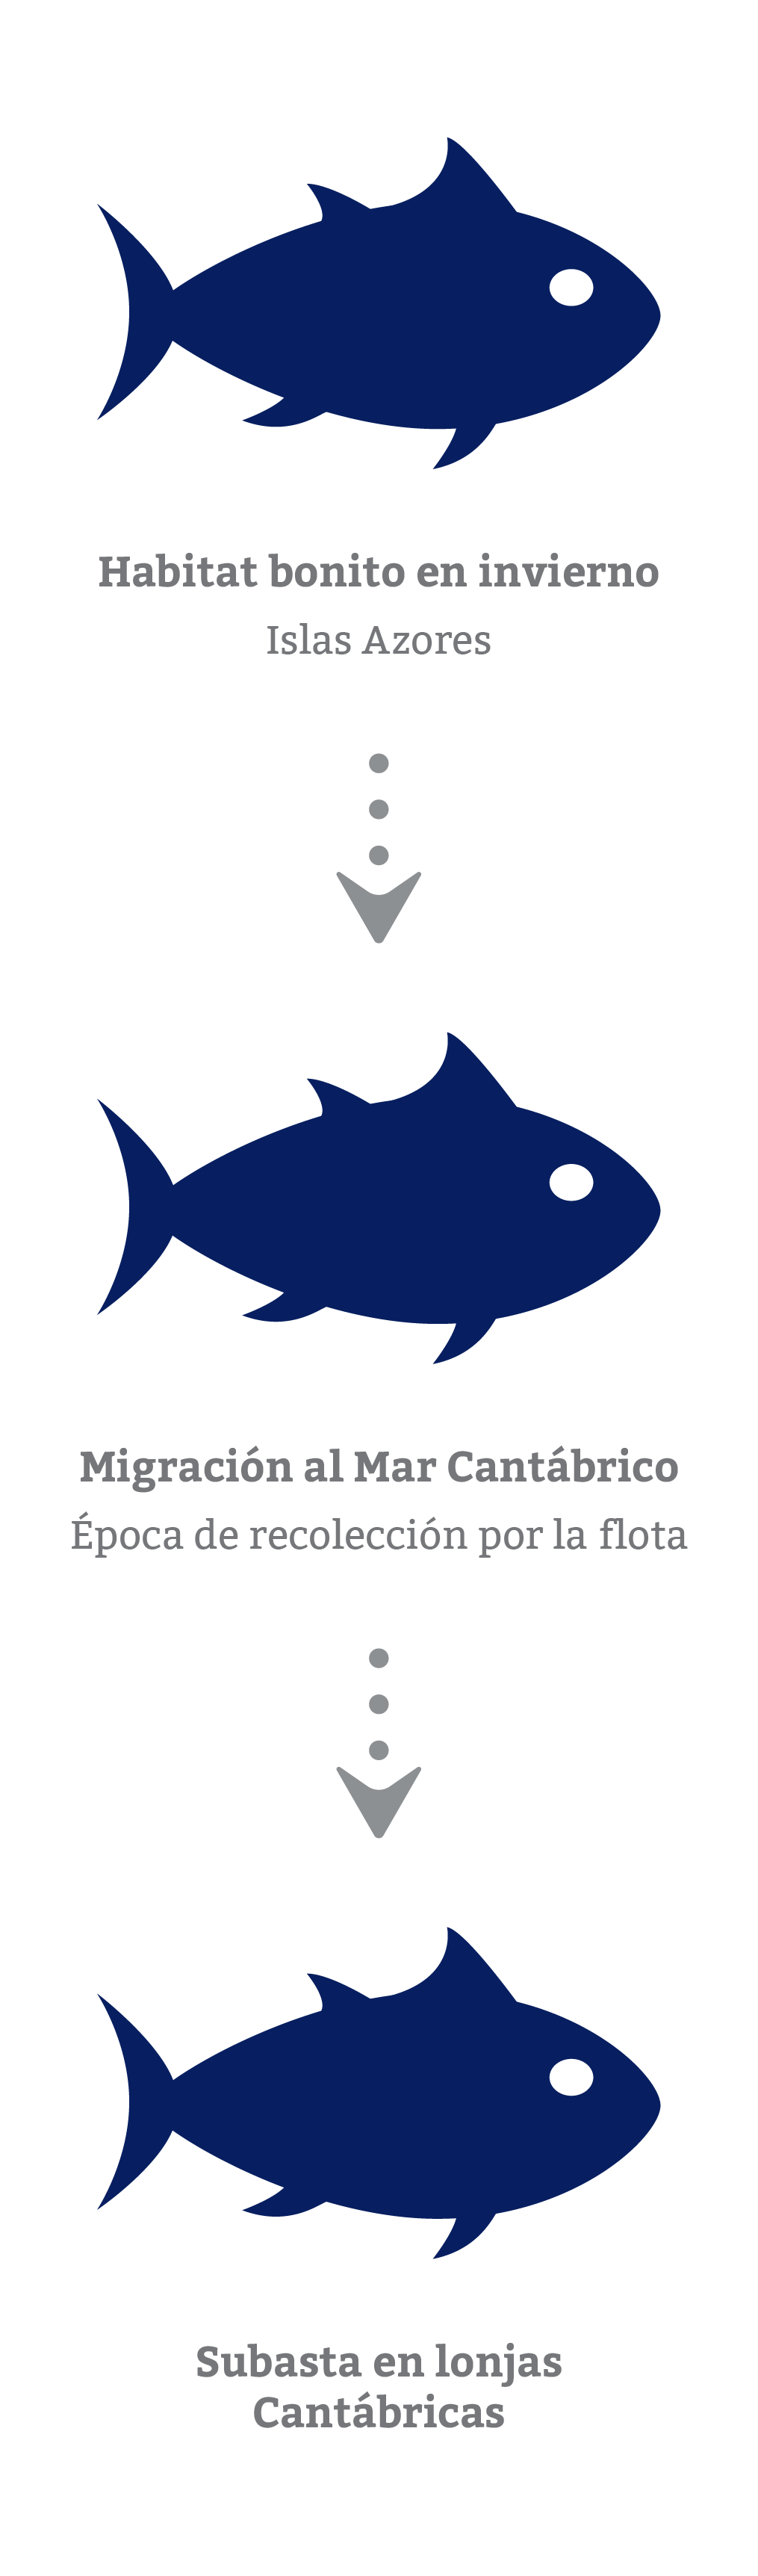 Habitat bonito en invierno
Islas Azores
Migración al Mar Cantábrico
Época de recolección por la flota
Subasta en lonjas
Cantábricas